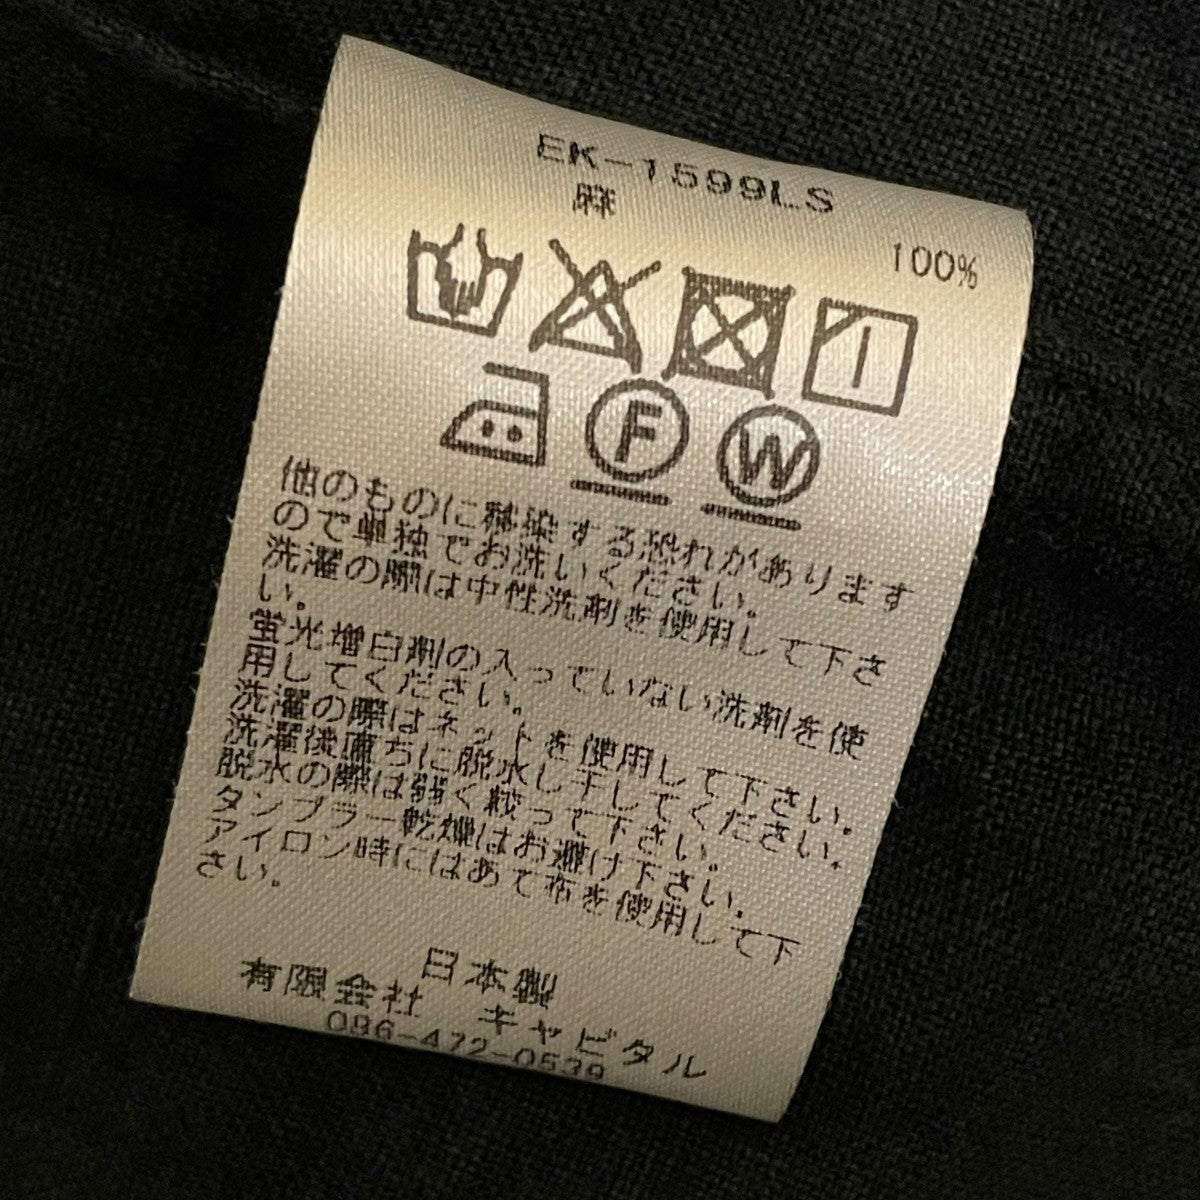 EK-1599LS
麻 100%
F W
他のものに移染する恐れがあります
ので単独でお洗いください。
洗濯の際は中性洗剤を使用して下さ
い。
蛍光増白剤の入っていない洗剤を使
用してください。
洗濯の際はネットを使用して下さい。
洗濯後直ちに脱水し干してください。
脱水の際は弱く絞って下さい。
タンブラー乾燥はお避け下さい。
アイロン時にはあて布を使用して下
さい。
日本製
有限会社 キャピタル
086-472-0539